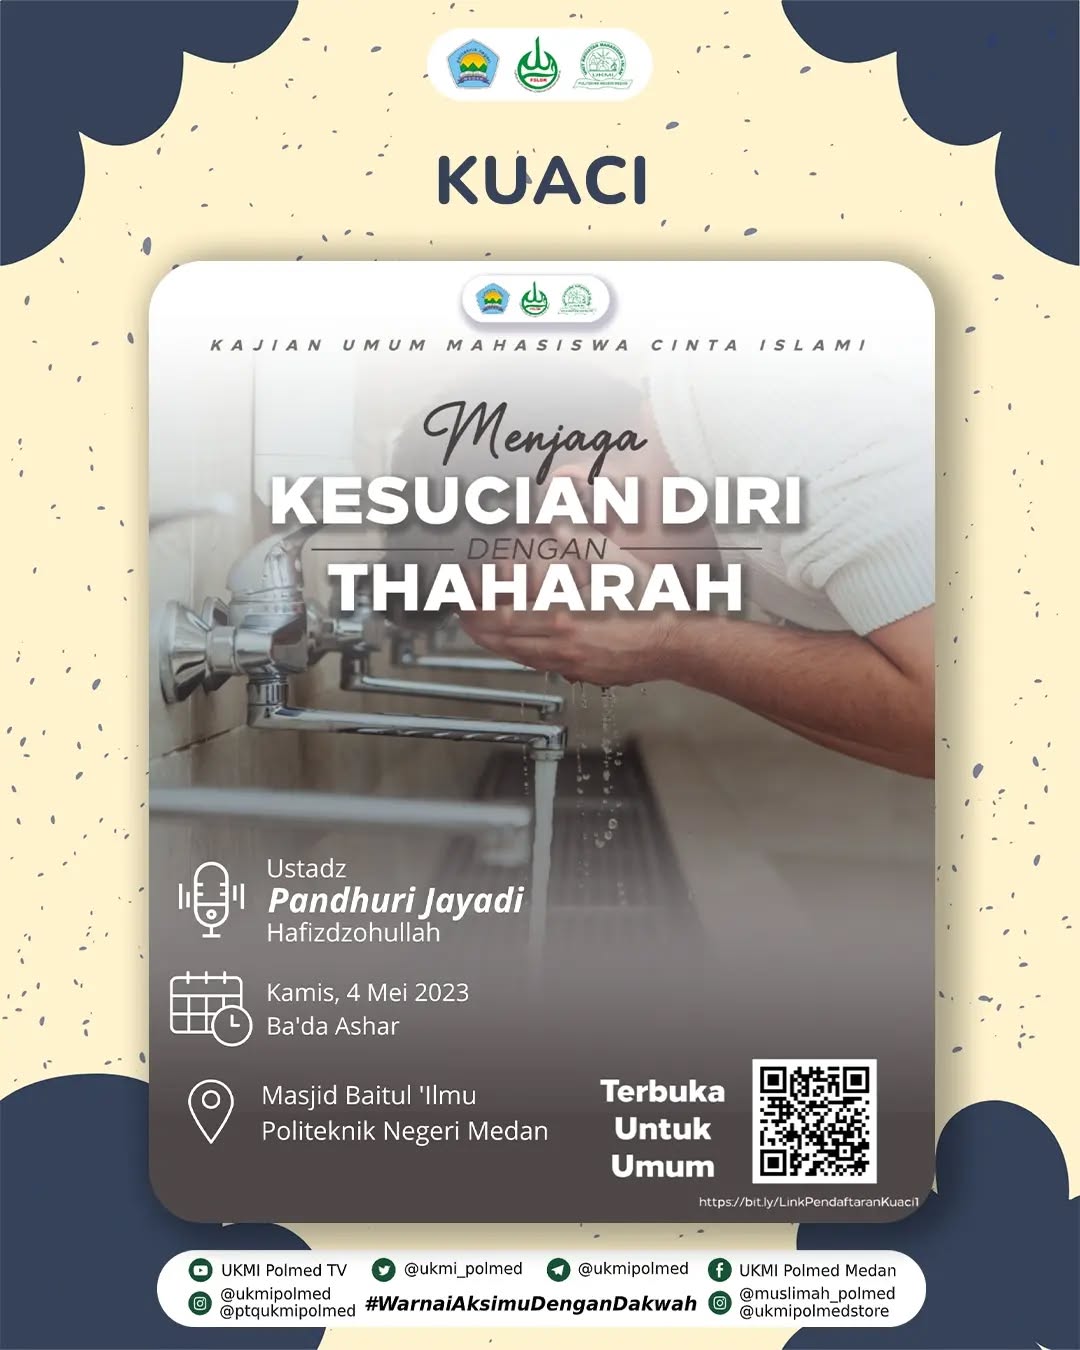 KUACI
KAJIAN UMUM MAHASISWA CINTA ISLAMI
Menjaga
KESUCIAN DIRI
DENGAN
THAHARAH
Ustadz
Pandhuri Jayadi
Hafizdzohullah
Kamis, 4 Mei 2023
Ba'da Ashar
Masjid Baitul 'Ilmu
Politeknik Negeri Medan
Terbuka
Untuk
Umum
https://bit.ly/LinkPendaftaranKuaci1
UKMI Polmed TV
@ukmi_polmed
@ukmipolmed
UKMI Polmed Medan
@ukmipolmed
@ptqukmipolmed
#WarnaiAksimuDenganDakwah
@muslimah_polmed
@ukmipolmedstore